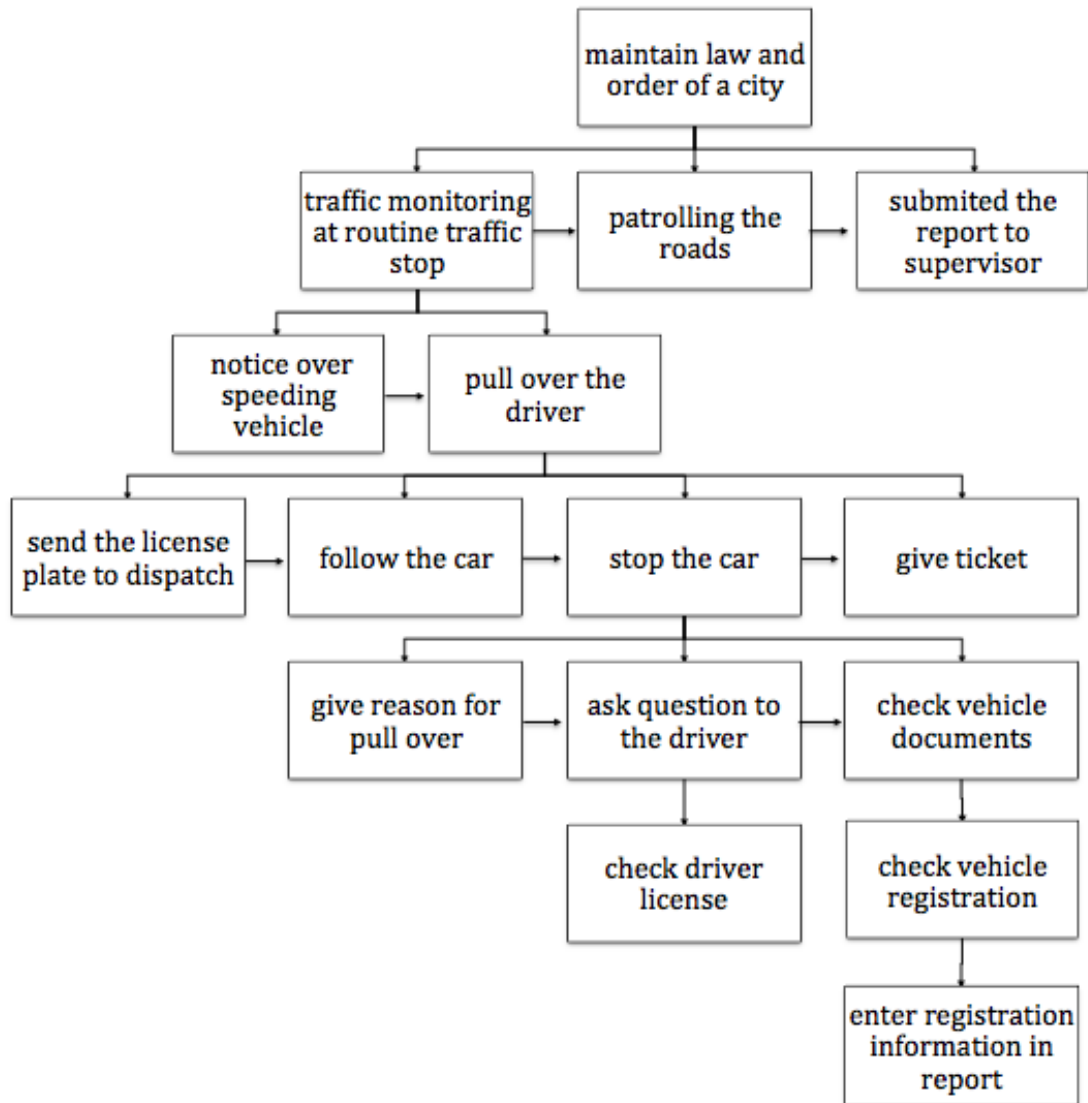 maintain law and
order of a city
traffic monitoring
at routine traffic
stop
patrolling the
roads
submited the
report to
supervisor
notice over
speeding
vehicle
pull over the
driver
send the license
plate to dispatch
follow the car
stop the car
give ticket
give reason for
pull over
ask question to
the driver
check vehicle
documents
check driver
license
check vehicle
registration
enter registration
information in
report